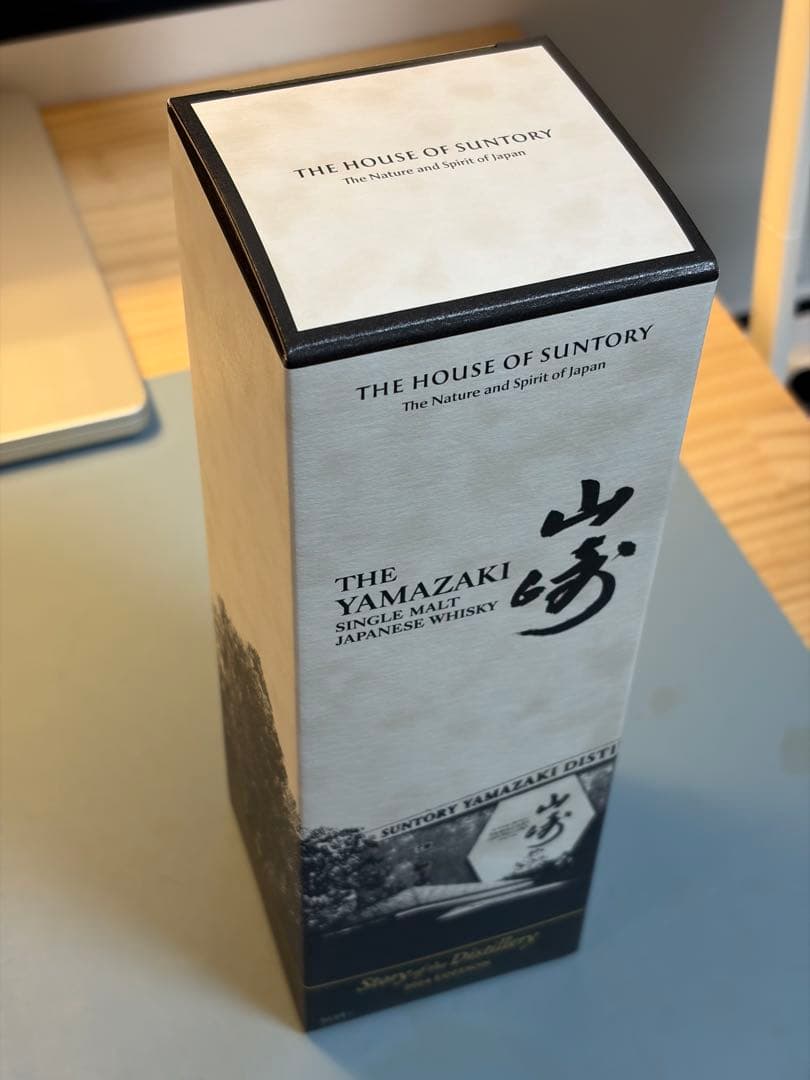 THE HOUSE OF SUNTORY
The Nature and Spirit of Japan
THE HOUSE OF SUNTORY
The Nature and Spirit of Japan
山崎
THE
YAMAZAKI
SINGLE MALT
JAPANESE WHISKY
SUNTORY YAMAZAKI DISTI
山崎
Story of the Distillery
EDITION